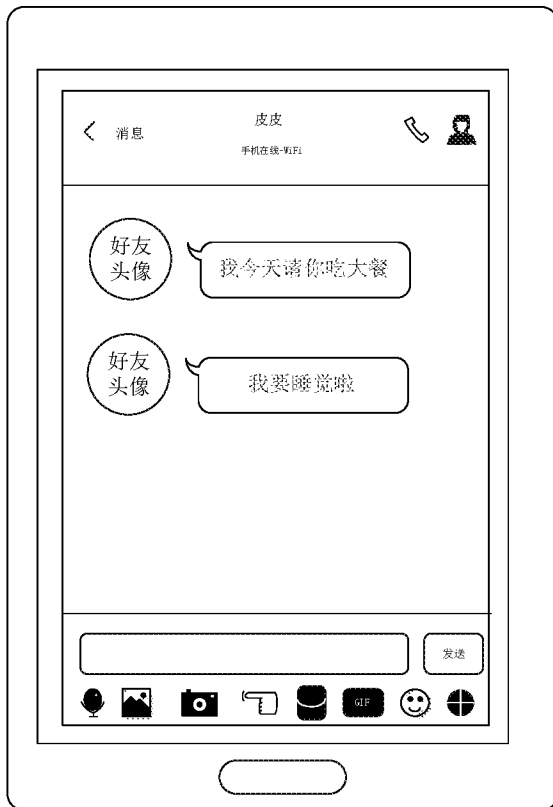 皮皮
消息
手机在线-WiFi
好友
头像
我今天请你吃大餐
好友
头像
我要睡觉啦
发送
GIF